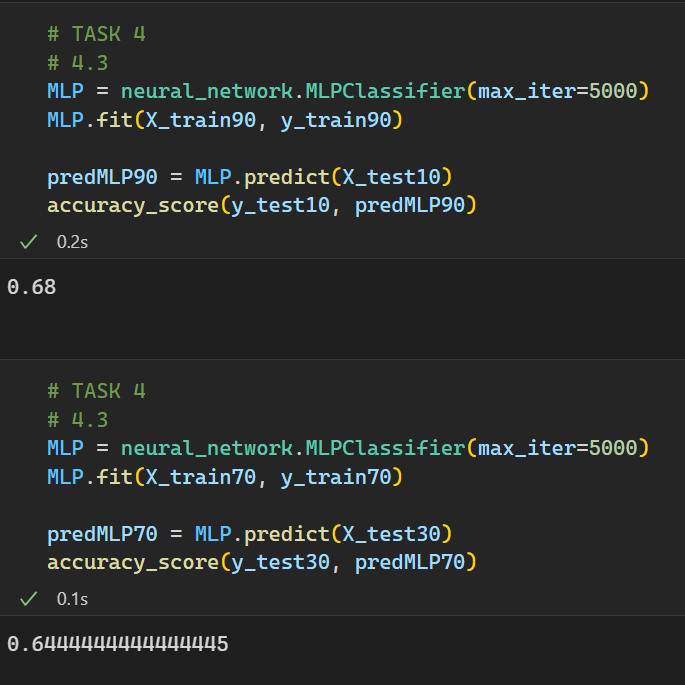 # TASK 4
# 4.3
MLP = neural_network.MLPClassifier(max_iter=5000)
MLP.fit(X_train90, y_train90)
predMLP90 = MLP.predict(X_test10)
accuracy_score(y_test10, predMLP90)
0.2s
0.68
# TASK 4
# 4.3
MLP = neural_network.MLPClassifier(max_iter=5000)
MLP.fit(X_train70, y_train70)
predMLP70 = MLP.predict(X_test30)
accuracy_score(y_test30, predMLP70)
0.1s
0.6444444444444445